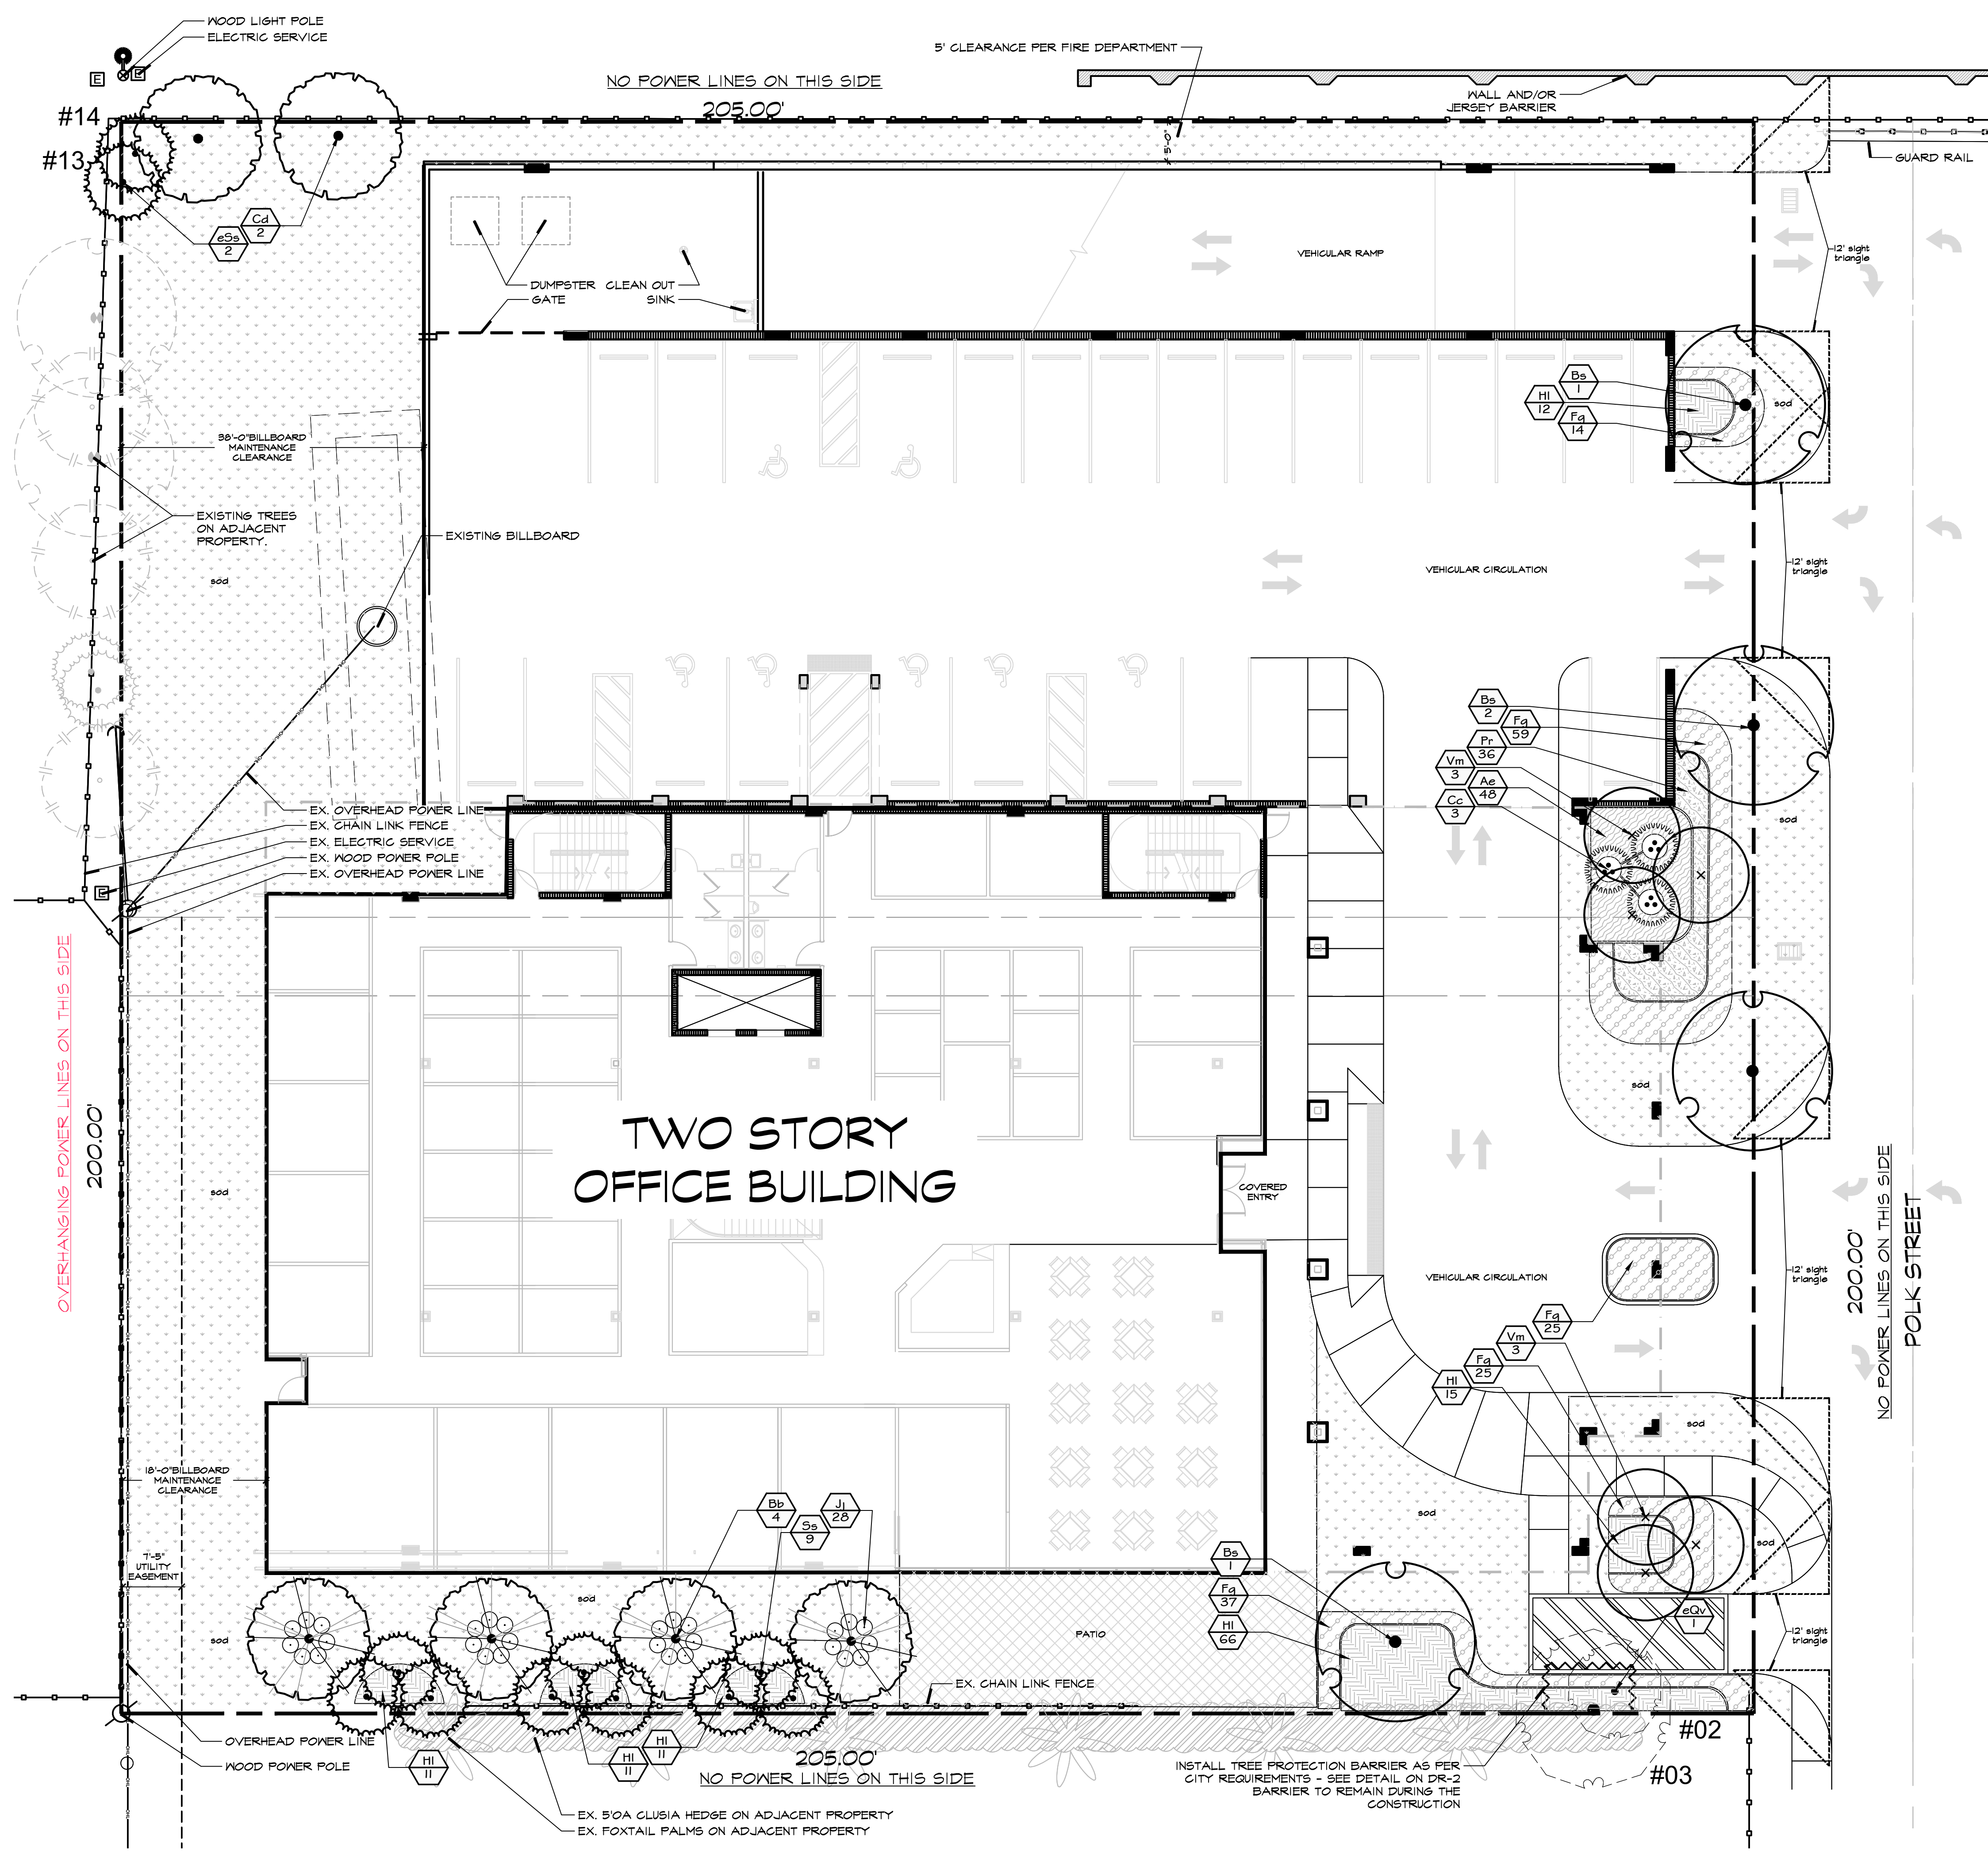 WOOD LIGHT POLE
ELECTRIC SERVICE
E
E
5' CLEARANCE PER FIRE DEPARTMENT
NO POWER LINES ON THIS SIDE
205.00'
WALL AND/OR
JERSEY BARRIER
GUARD RAIL
#14
#13
5'-0"
Cd
2
eSs
2
DUMPSTER
CLEAN OUT
GATE
SINK
VEHICULAR RAMP
12' sight
triangle
Bs
1
Hl
12
Fg
14
sod
38'-0" BILLBOARD
MAINTENANCE
CLEARANCE
EXISTING TREES
ON ADJACENT
PROPERTY.
EXISTING BILLBOARD
sod
VEHICULAR CIRCULATION
12' sight
triangle
Bs
2
Fg
59
Pr
36
Vm
3
Ae
48
Cc
3
sod
EX. OVERHEAD POWER LINE
EX. CHAIN LINK FENCE
EX. ELECTRIC SERVICE
EX. WOOD POWER POLE
EX. OVERHEAD POWER LINE
E
OVERHANGING POWER LINES ON THIS SIDE
200.00'
sod
TWO STORY
OFFICE BUILDING
COVERED
ENTRY
sod
VEHICULAR CIRCULATION
12' sight
triangle
200.00'
NO POWER LINES ON THIS SIDE
POLK STREET
Fg
25
Vm
3
Fg
25
Hl
15
sod
sod
sod
18'-0" BILLBOARD
MAINTENANCE
CLEARANCE
7'-5"
UTILITY
EASEMENT
Bb
4
Ss
9
Jj
28
Bs
1
Fg
37
Hl
66
eQv
1
12' sight
triangle
sod
sod
PATIO
EX. CHAIN LINK FENCE
OVERHEAD POWER LINE
WOOD POWER POLE
Hl
11
Hl
11
Hl
11
205.00'
NO POWER LINES ON THIS SIDE
INSTALL TREE PROTECTION BARRIER AS PER
CITY REQUIREMENTS - SEE DETAIL ON DR-2
BARRIER TO REMAIN DURING THE
CONSTRUCTION
#02
#03
EX. 5'OA CLUSIA HEDGE ON ADJACENT PROPERTY
EX. FOXTAIL PALMS ON ADJACENT PROPERTY